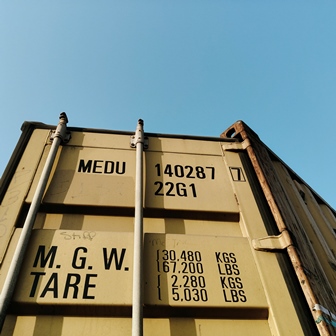 MEDU 140287 7
22G1
M. G. W. 30.480 KGS
67.200 LBS
TARE 2.280 KGS
5.030 LBS